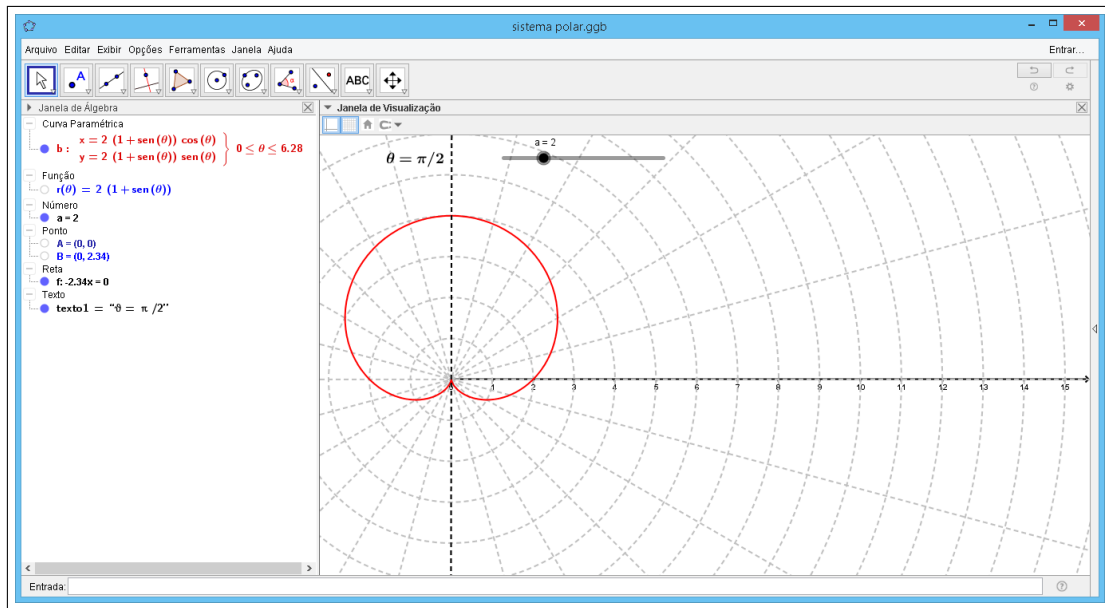 sistema polar.ggb
Arquivo Editar Exibir Opções Ferramentas Janela Ajuda
Entrar...
A
ABC
Janela de Álgebra
Janela de Visualização
Curva Paramétrica
b : x = 2 (1 + sen(θ)) cos(θ)
y = 2 (1 + sen(θ)) sen(θ) } 0 ≤ θ ≤ 6.28
Função
r(θ) = 2 (1 + sen(θ))
Número
a = 2
Ponto
A = (0, 0)
B = (0, 2.34)
Reta
f: -2.34x = 0
Texto
texto1 = “ϑ = π /2”
θ = π/2
a = 2
0 1 2 3 4 5 6 7 8 9 10 11 12 13 14 15
Entrada: